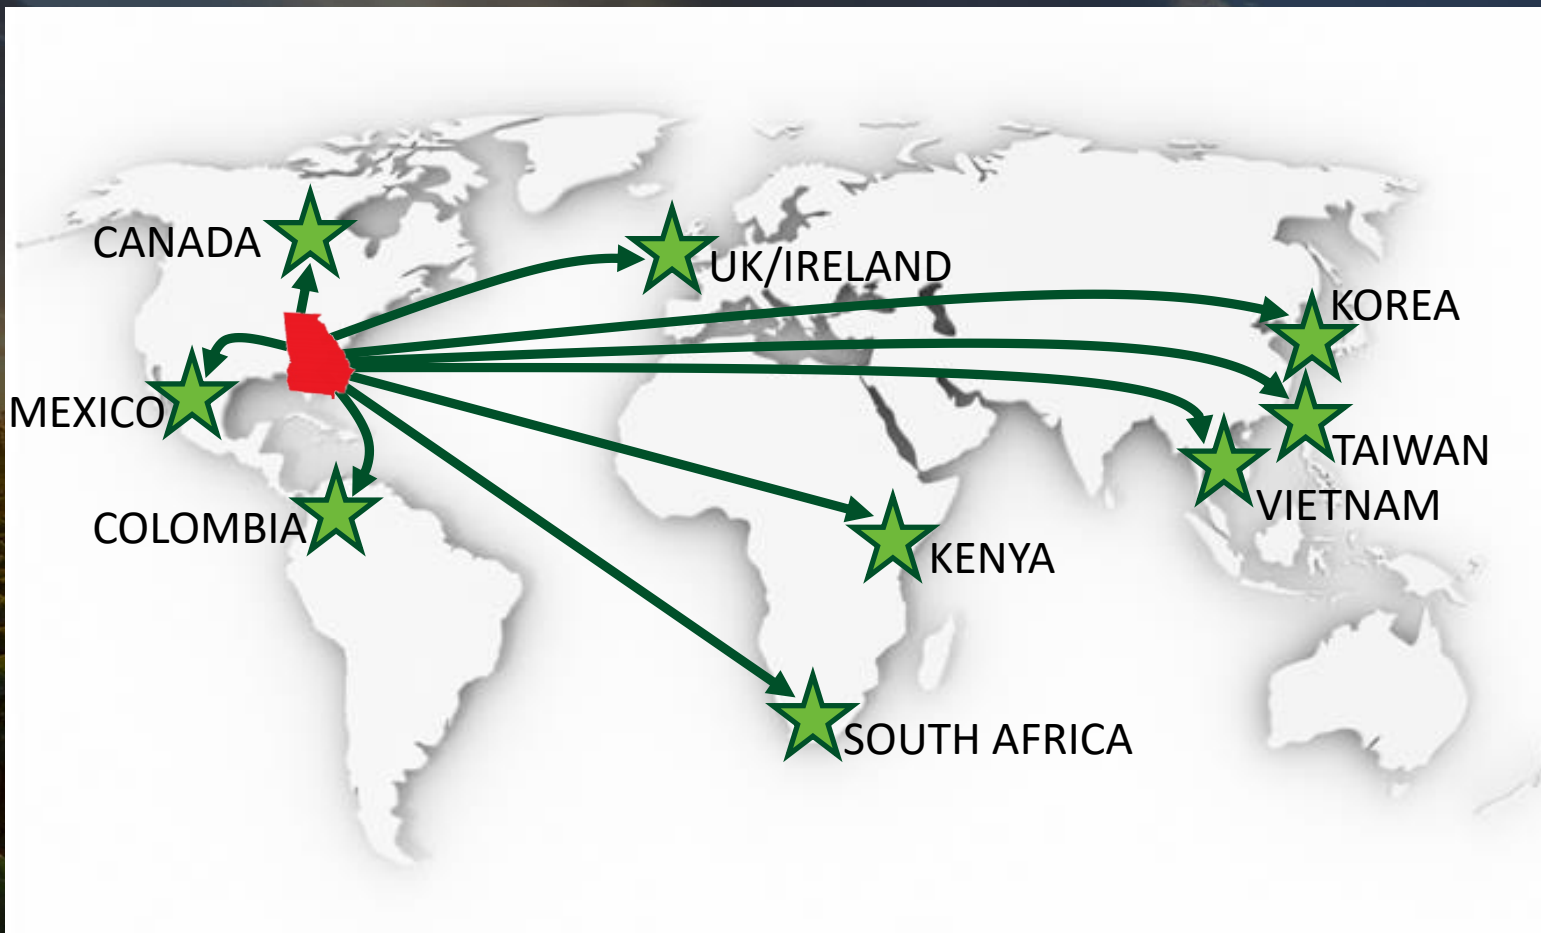 CANADA
UK/IRELAND
KOREA
MEXICO
TAIWAN
VIETNAM
COLOMBIA
KENYA
SOUTH AFRICA